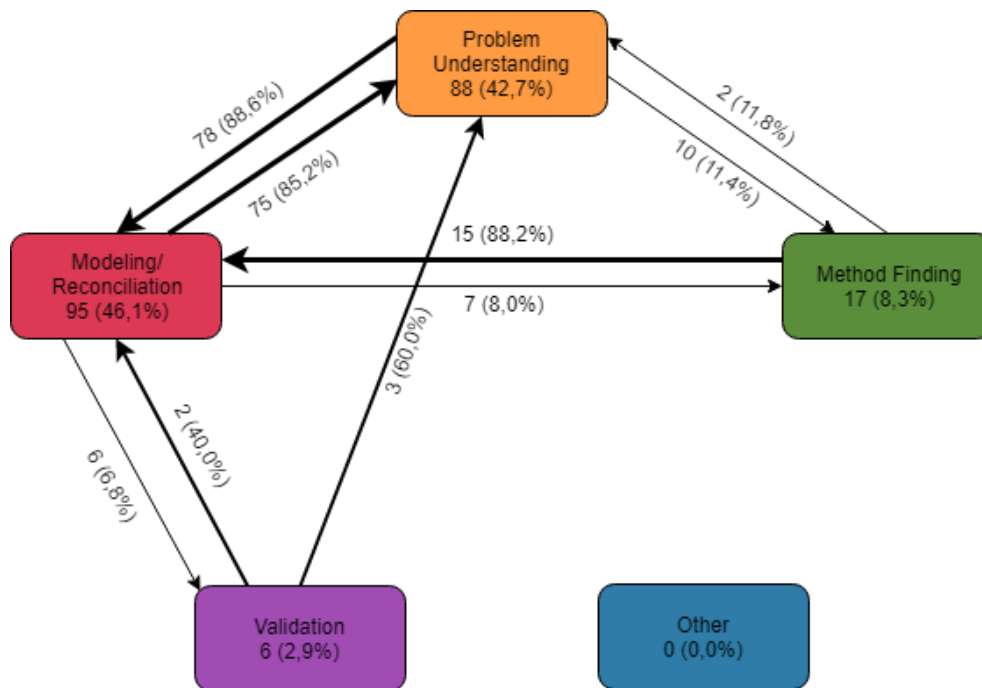 Problem
Understanding
88 (42,7%)
78 (88,6%)
75 (85,2%)
2 (11,8%)
10 (11,4%)
15 (88,2%)
Modeling/
Reconciliation
95 (46,1%)
7 (8,0%)
Method Finding
17 (8,3%)
3 (60,0%)
2 (40,0%)
6 (6,8%)
Validation
6 (2,9%)
Other
0 (0,0%)